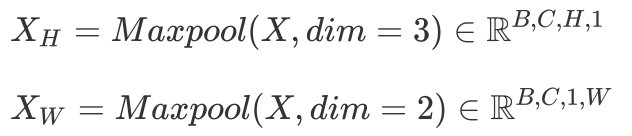 X_H = Maxpool(X, dim = 3) ∈ ℝ^{B,C,H,1}
X_W = Maxpool(X, dim = 2) ∈ ℝ^{B,C,1,W}